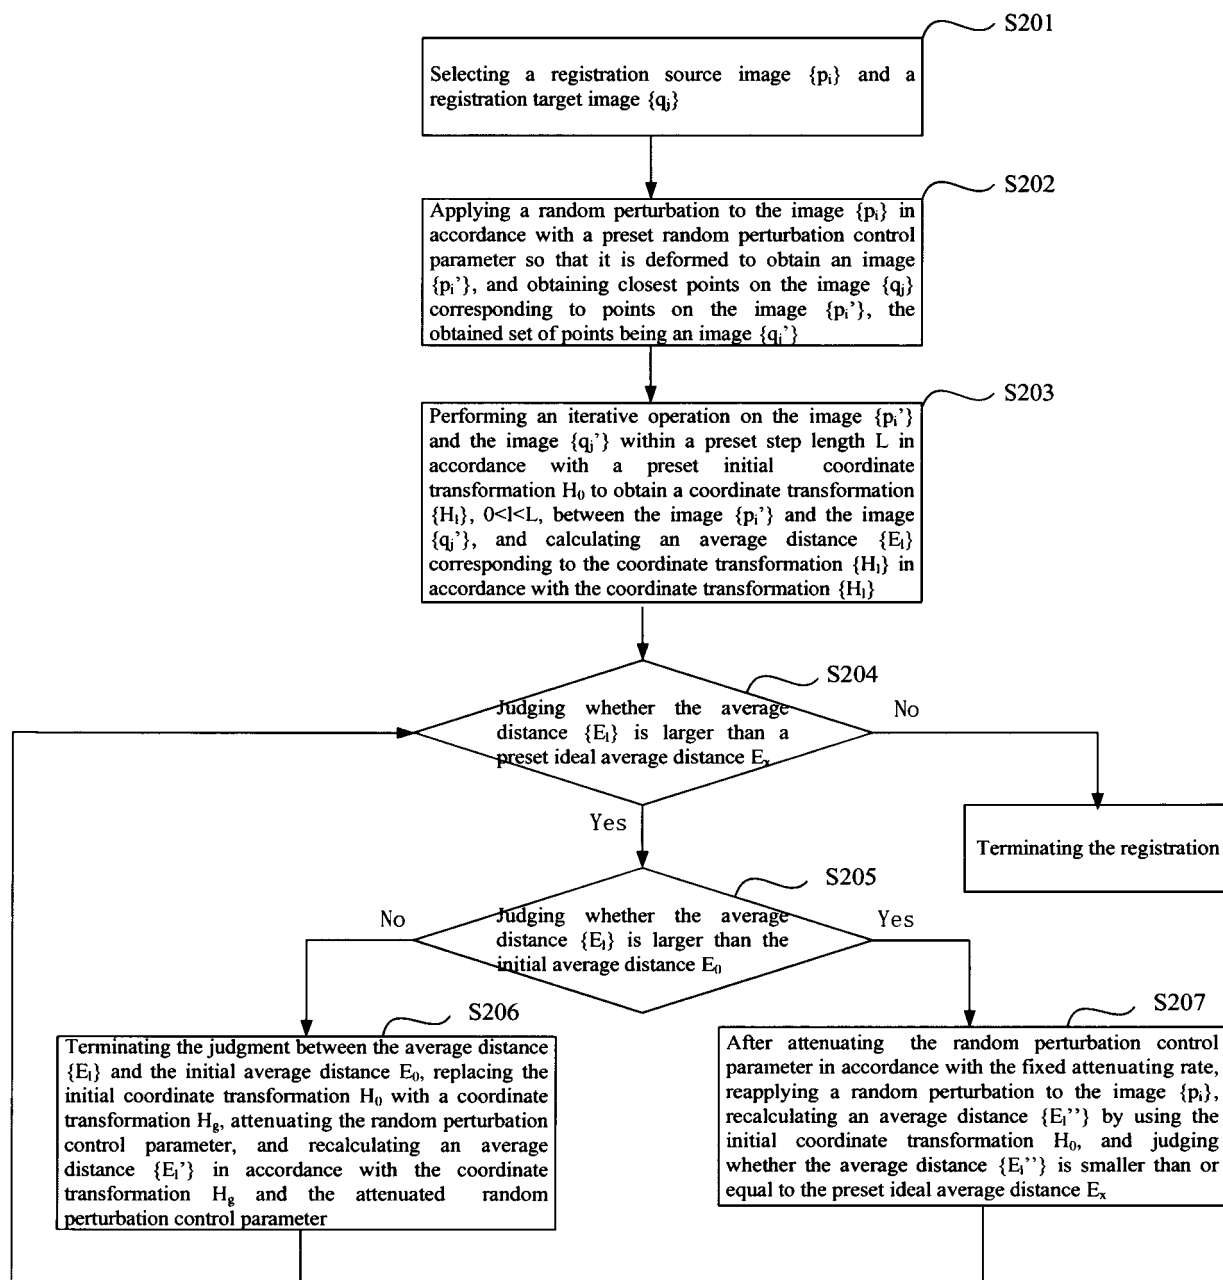 S201
Selecting a registration source image {pᵢ} and a
registration target image {qⱼ}
S202
Applying a random perturbation to the image {pᵢ} in
accordance with a preset random perturbation control
parameter so that it is deformed to obtain an image
{pᵢ’}, and obtaining closest points on the image {qⱼ}
corresponding to points on the image {pᵢ’}, the
obtained set of points being an image {qⱼ’}
S203
Performing an iterative operation on the image {pᵢ’}
and the image {qⱼ’} within a preset step length L in
accordance with a preset initial coordinate
transformation H₀ to obtain a coordinate transformation
{Hₗ}, 0<l<L, between the image {pᵢ’} and the image
{qⱼ’}, and calculating an average distance {Eₗ}
corresponding to the coordinate transformation {Hₗ} in
accordance with the coordinate transformation {Hₗ}
S204
Judging whether the average
distance {Eₗ} is larger than a
preset ideal average distance Eₓ
No
Yes
Terminating the registration
S205
Judging whether the average
distance {Eₗ} is larger than the
initial average distance E₀
No
Yes
S206
Terminating the judgment between the average distance
{Eₗ} and the initial average distance E₀, replacing the
initial coordinate transformation H₀ with a coordinate
transformation H_g, attenuating the random perturbation
control parameter, and recalculating an average
distance {Eₗ’} in accordance with the coordinate
transformation H_g and the attenuated random
perturbation control parameter
S207
After attenuating the random perturbation control
parameter in accordance with the fixed attenuating rate,
reapplying a random perturbation to the image {pᵢ},
recalculating an average distance {Eₗ’’} by using the
initial coordinate transformation H₀, and judging
whether the average distance {Eₗ’’} is smaller than or
equal to the preset ideal average distance Eₓ